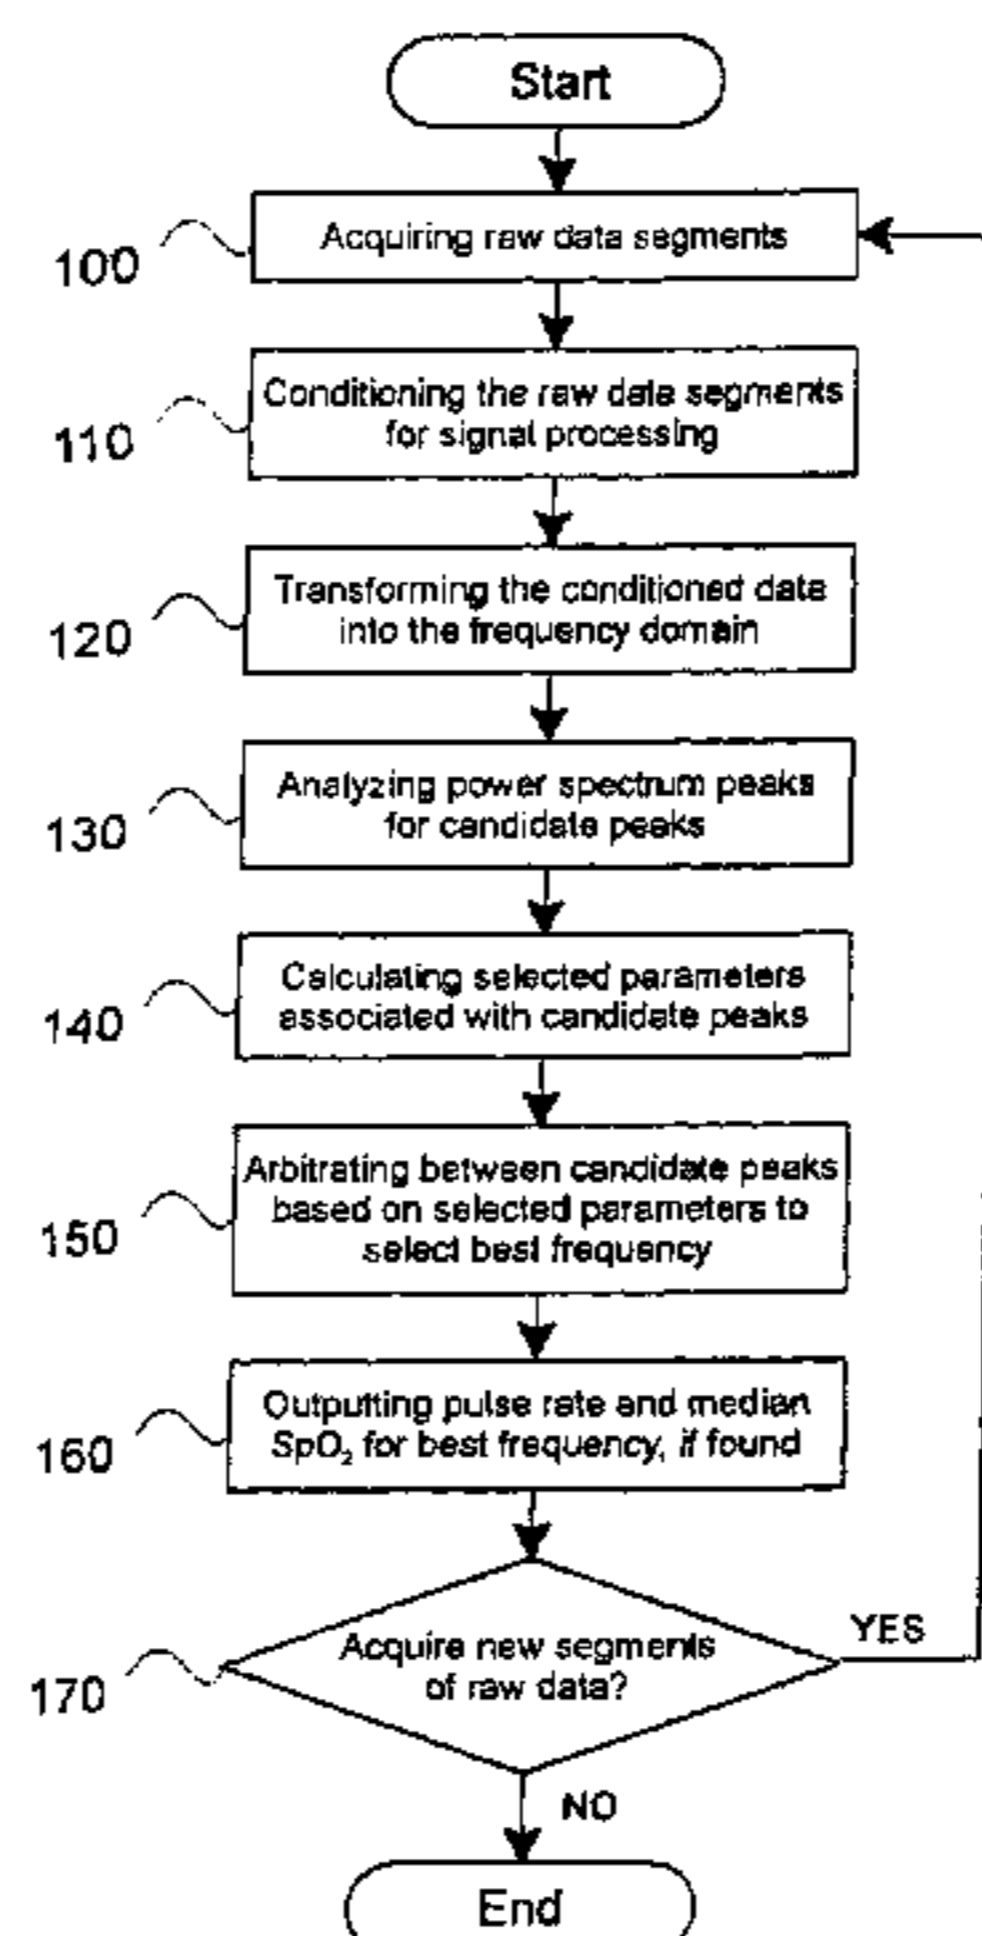 Start
100
Acquiring raw data segments
110
Conditioning the raw data segments
for signal processing
120
Transforming the conditioned data
into the frequency domain
130
Analyzing power spectrum peaks
for candidate peaks
140
Calculating selected parameters
associated with candidate peaks
150
Arbitrating between candidate peaks
based on selected parameters to
select best frequency
160
Outputting pulse rate and median
SpO₂ for best frequency, if found
170
Acquire new segments
of raw data?
YES
NO
End